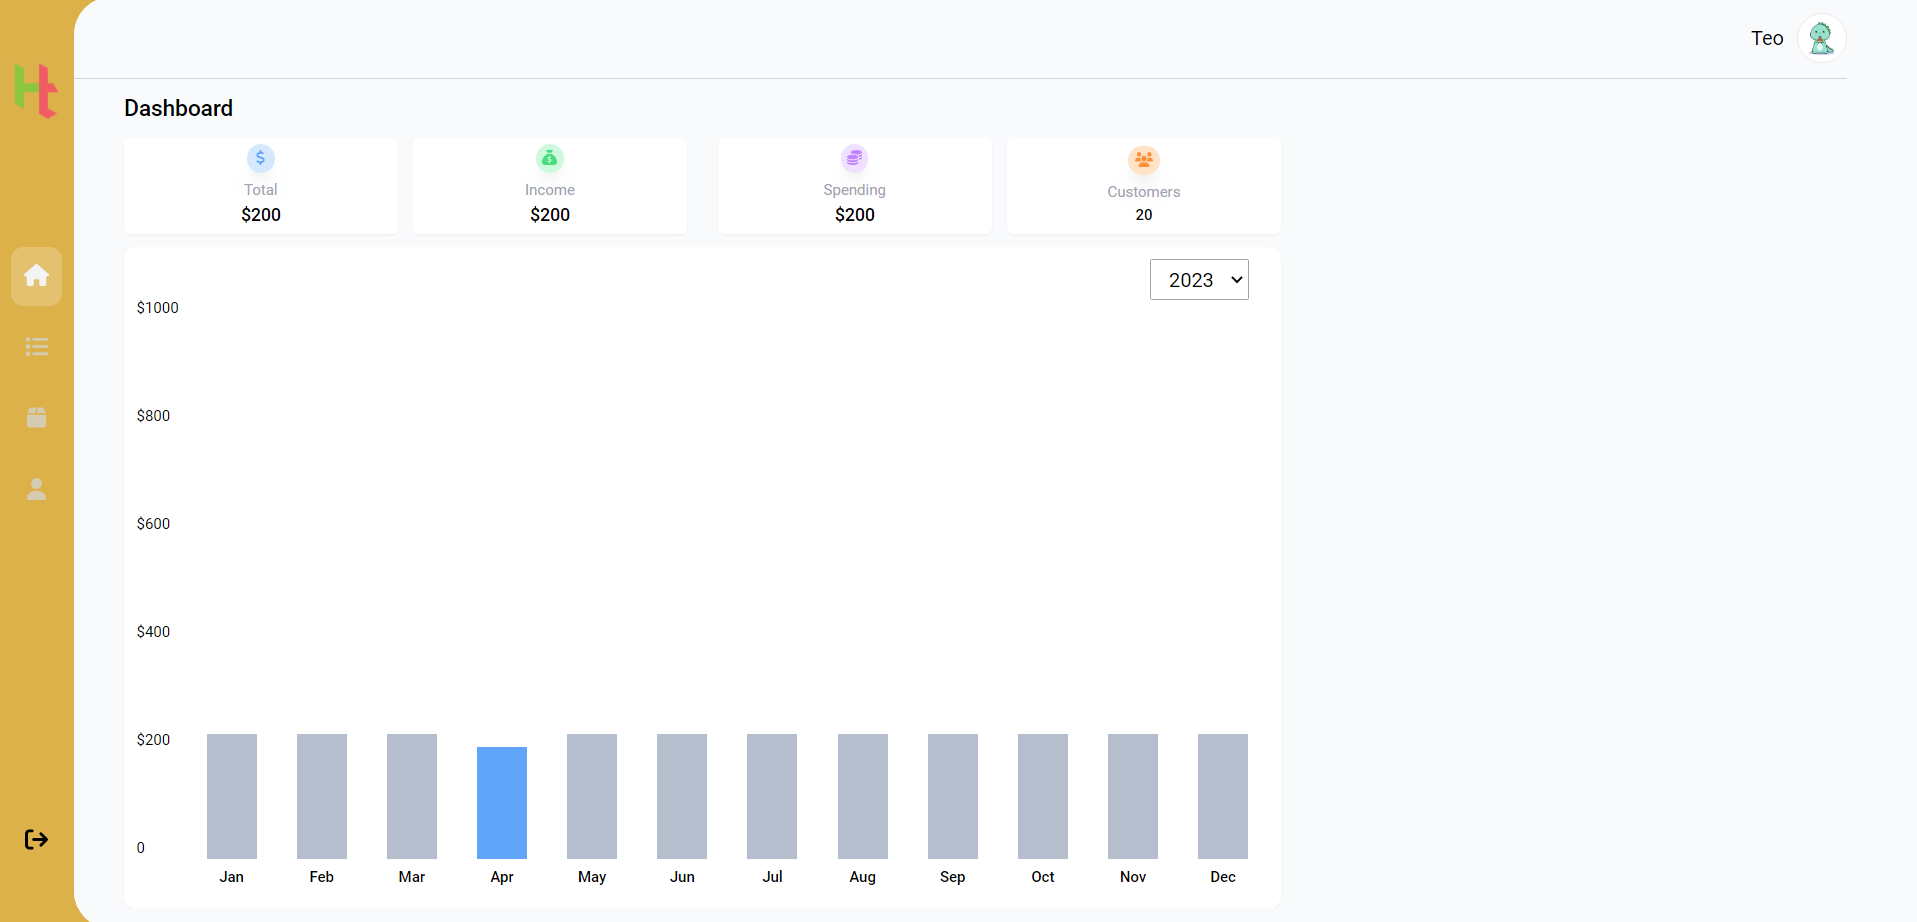 Teo
Dashboard
Total
$200
Income
$200
Spending
$200
Customers
20
2023
$1000
$800
$600
$400
$200
0
Jan Feb Mar Apr May Jun Jul Aug Sep Oct Nov Dec